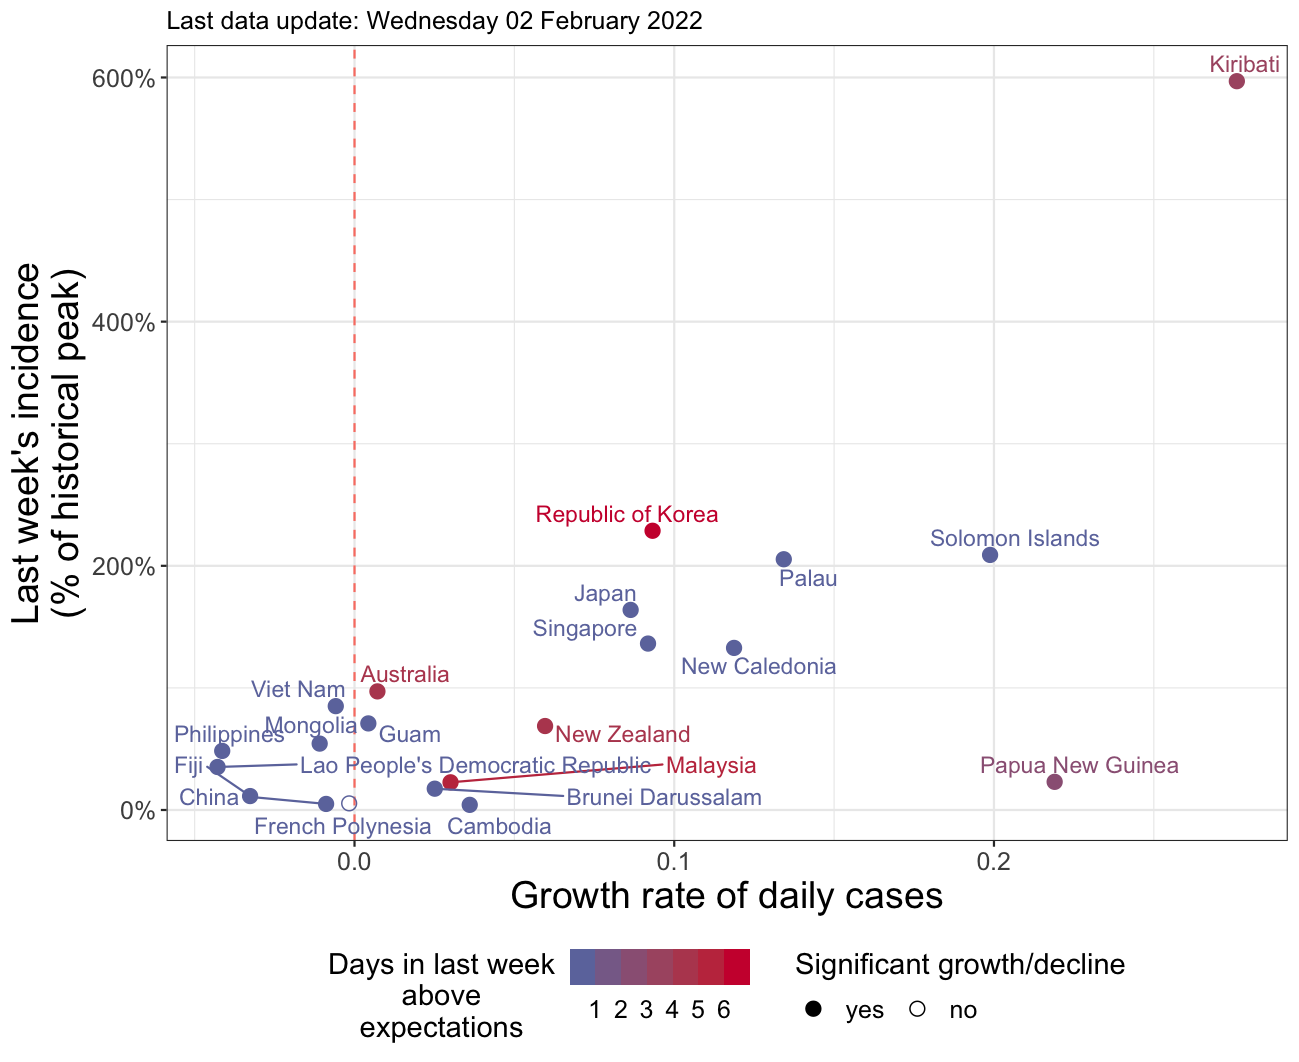 Last data update: Wednesday 02 February 2022
Last week's incidence
(% of historical peak)
600%
400%
200%
0%
Kiribati
Republic of Korea
Solomon Islands
Palau
Japan
Singapore
New Caledonia
Australia
Viet Nam
Mongolia
Guam
Philippines
New Zealand
Fiji
Lao People's Democratic Republic
Malaysia
Papua New Guinea
China
Brunei Darussalam
French Polynesia
Cambodia
0.0
0.1
0.2
Growth rate of daily cases
Days in last week
above
expectations
1 2 3 4 5 6
Significant growth/decline
yes
no